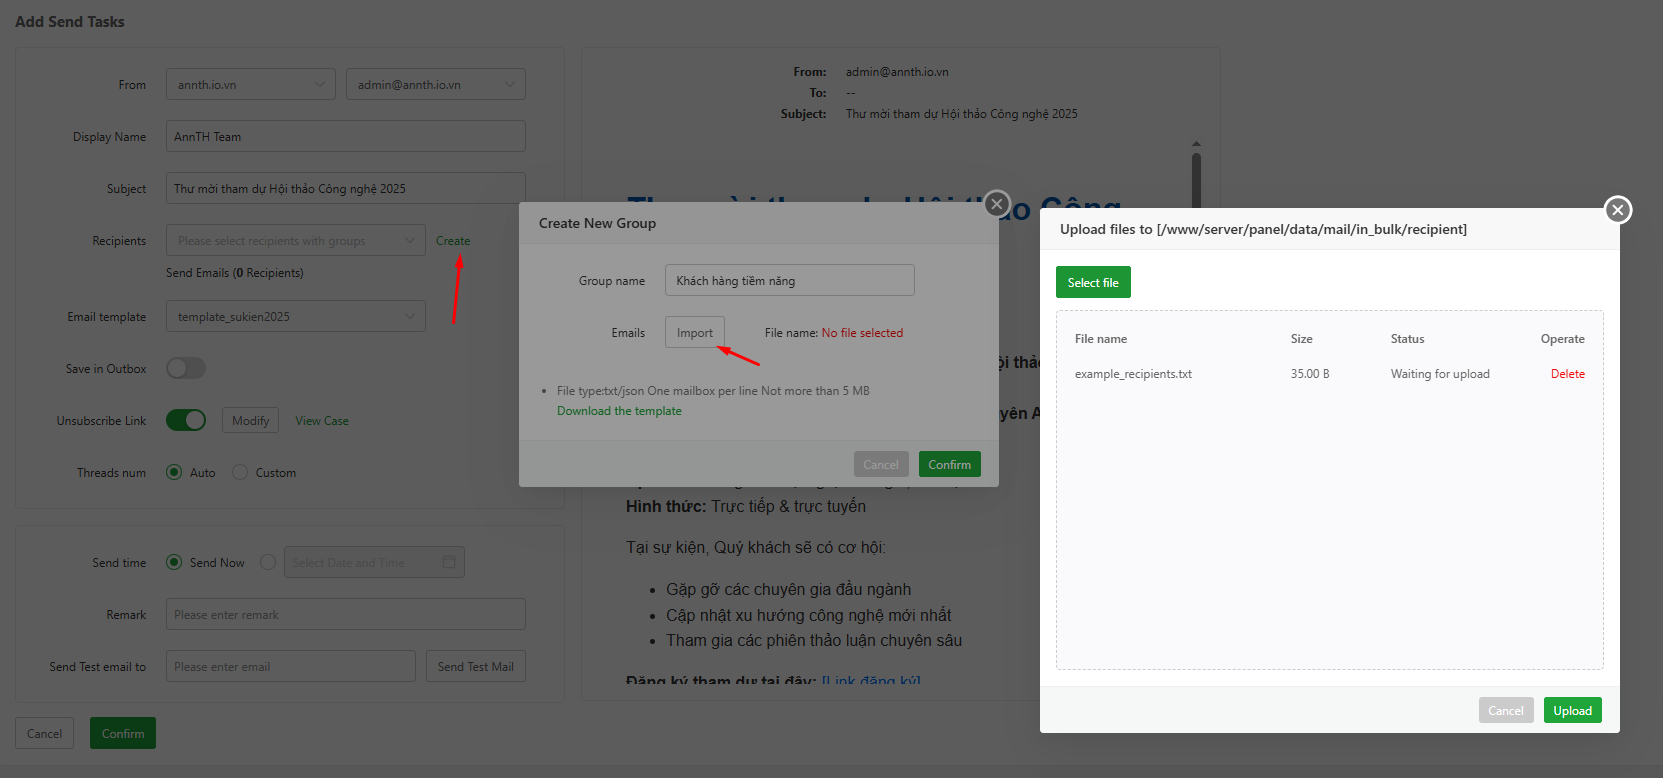 Add Send Tasks
From annth.io.vn admin@annth.io.vn
Display Name AnnTH Team
Subject Thư mời tham dự Hội thảo Công nghệ 2025
Recipients Please select recipients with groups Create
Send Emails (0 Recipients)
Email template template_sukien2025
Save in Outbox
Unsubscribe Link Modify View Case
Threads num Auto Custom
Send time Send Now Select Date and Time
Remark Please enter remark
Send Test email to Please enter email Send Test Mail
Cancel Confirm
From: admin@annth.io.vn
To: --
Subject: Thư mời tham dự Hội thảo Công nghệ 2025
Công
Hình thức: Trực tiếp & trực tuyến
Tại sự kiện, Quý khách sẽ có cơ hội:
Gặp gỡ các chuyên gia đầu ngành
Cập nhật xu hướng công nghệ mới nhất
Tham gia các phiên thảo luận chuyên sâu
Đăng ký tham dự tại đây: [Link đăng ký]
Create New Group
Group name Khách hàng tiềm năng
Emails Import File name: No file selected
• File type:txt/json One mailbox per line Not more than 5 MB
Download the template
Cancel Confirm
Upload files to [/www/server/panel/data/mail/in_bulk/recipient]
Select file
File name Size Status Operate
example_recipients.txt 35.00 B Waiting for upload Delete
Cancel Upload